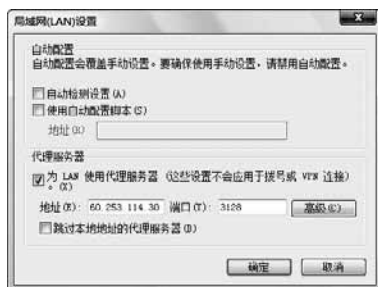 局域网(LAN)设置
自动配置
自动配置会覆盖手动设置。要确保使用手动设置，请禁用自动配置。
自动检测设置(A)
使用自动配置脚本(S)
地址(R)
代理服务器
为 LAN 使用代理服务器 (这些设置不会应用于拨号或 VPN 连接)
。(X)
地址(E): 60 253 114 30 端口(T): 3128 高级(C)
跳过本地地址的代理服务器(B)
确定 取消